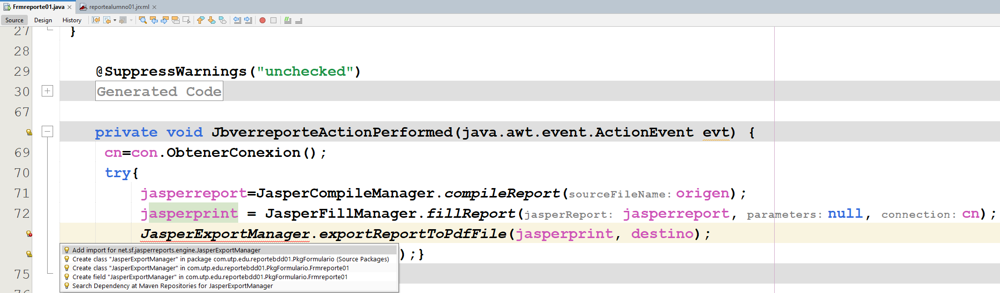 Frmreporte01.java × reportealumno01.jrxml ×
Source Design History
27 }
28
29 @SuppressWarnings("unchecked")
30 Generated Code
67
private void JbverreporteActionPerformed(java.awt.event.ActionEvent evt) {
69 cn=con.ObtenerConexion();
70 try{
71 jasperreport=JasperCompileManager.compileReport(sourceFileName: origen);
72 jasperprint = JasperFillManager.fillReport(jasperReport: jasperreport, parameters: null, connection: cn);
JasperExportManager.exportReportToPdfFile(jasperprint, destino);
Add import for net.sf.jasperreports.engine.JasperExportManager
);}
Create class "JasperExportManager" in package com.utp.edu.reportebdd01.PkgFormulario (Source Packages)
Create class "JasperExportManager" in com.utp.edu.reportebdd01.PkgFormulario.Frmreporte01
75
Create field "JasperExportManager" in com.utp.edu.reportebdd01.PkgFormulario.Frmreporte01
Search Dependency at Maven Repositories for JasperExportManager